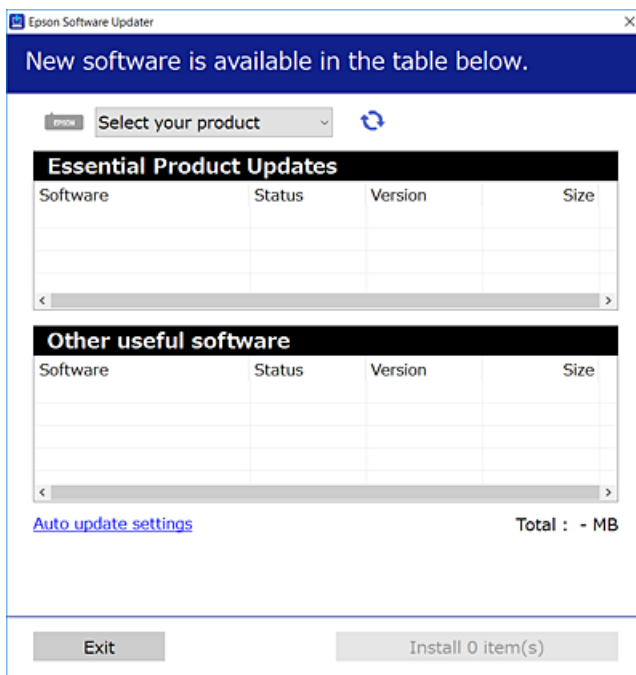 Epson Software Updater
New software is available in the table below.
EPSON Select your product
Essential Product Updates
Software Status Version Size
Other useful software
Software Status Version Size
Auto update settings Total : - MB
Exit Install 0 item(s)